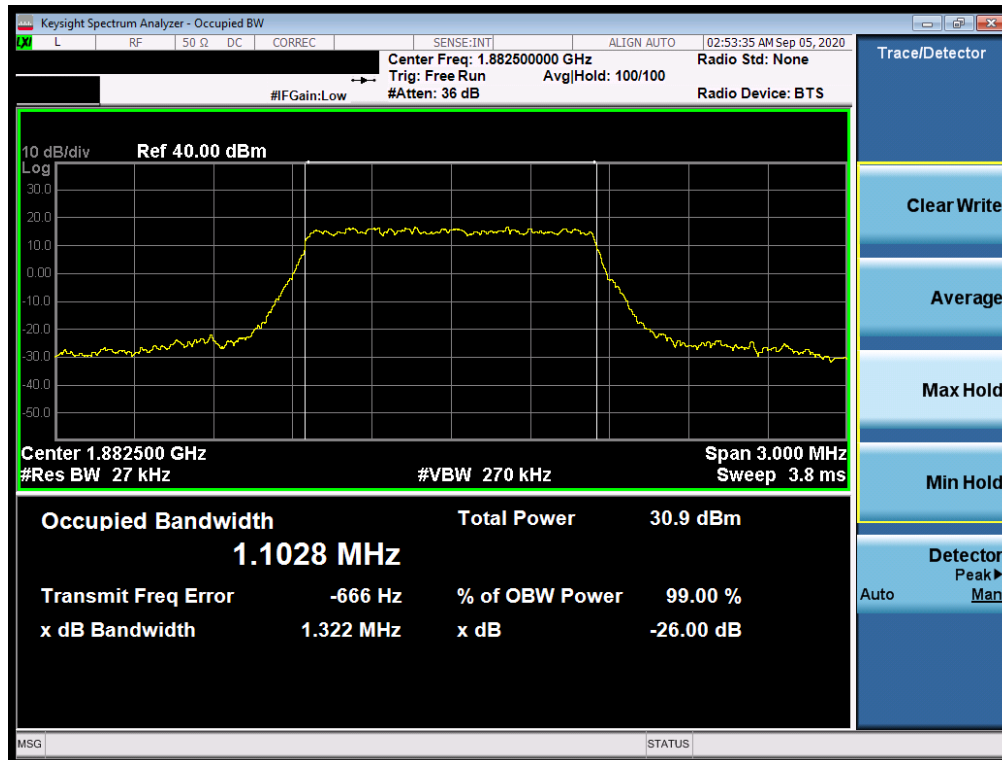 Keysight Spectrum Analyzer - Occupied BW
LXI L RF 50 Ω DC CORREC SENSE:INT ALIGN AUTO 02:53:35 AM Sep 05, 2020
Center Freq: 1.882500000 GHz Radio Std: None
Trig: Free Run Avg|Hold: 100/100
#IFGain:Low #Atten: 36 dB Radio Device: BTS
10 dB/div Ref 40.00 dBm
Log
30.0
20.0
10.0
0.00
-10.0
-20.0
-30.0
-40.0
-50.0
Center 1.882500 GHz Span 3.000 MHz
#Res BW 27 kHz #VBW 270 kHz Sweep 3.8 ms
Occupied Bandwidth Total Power 30.9 dBm
1.1028 MHz
Transmit Freq Error -666 Hz % of OBW Power 99.00 %
x dB Bandwidth 1.322 MHz x dB -26.00 dB
MSG STATUS
Trace/Detector
Clear Write
Average
Max Hold
Min Hold
Detector
Peak▶
Auto Man